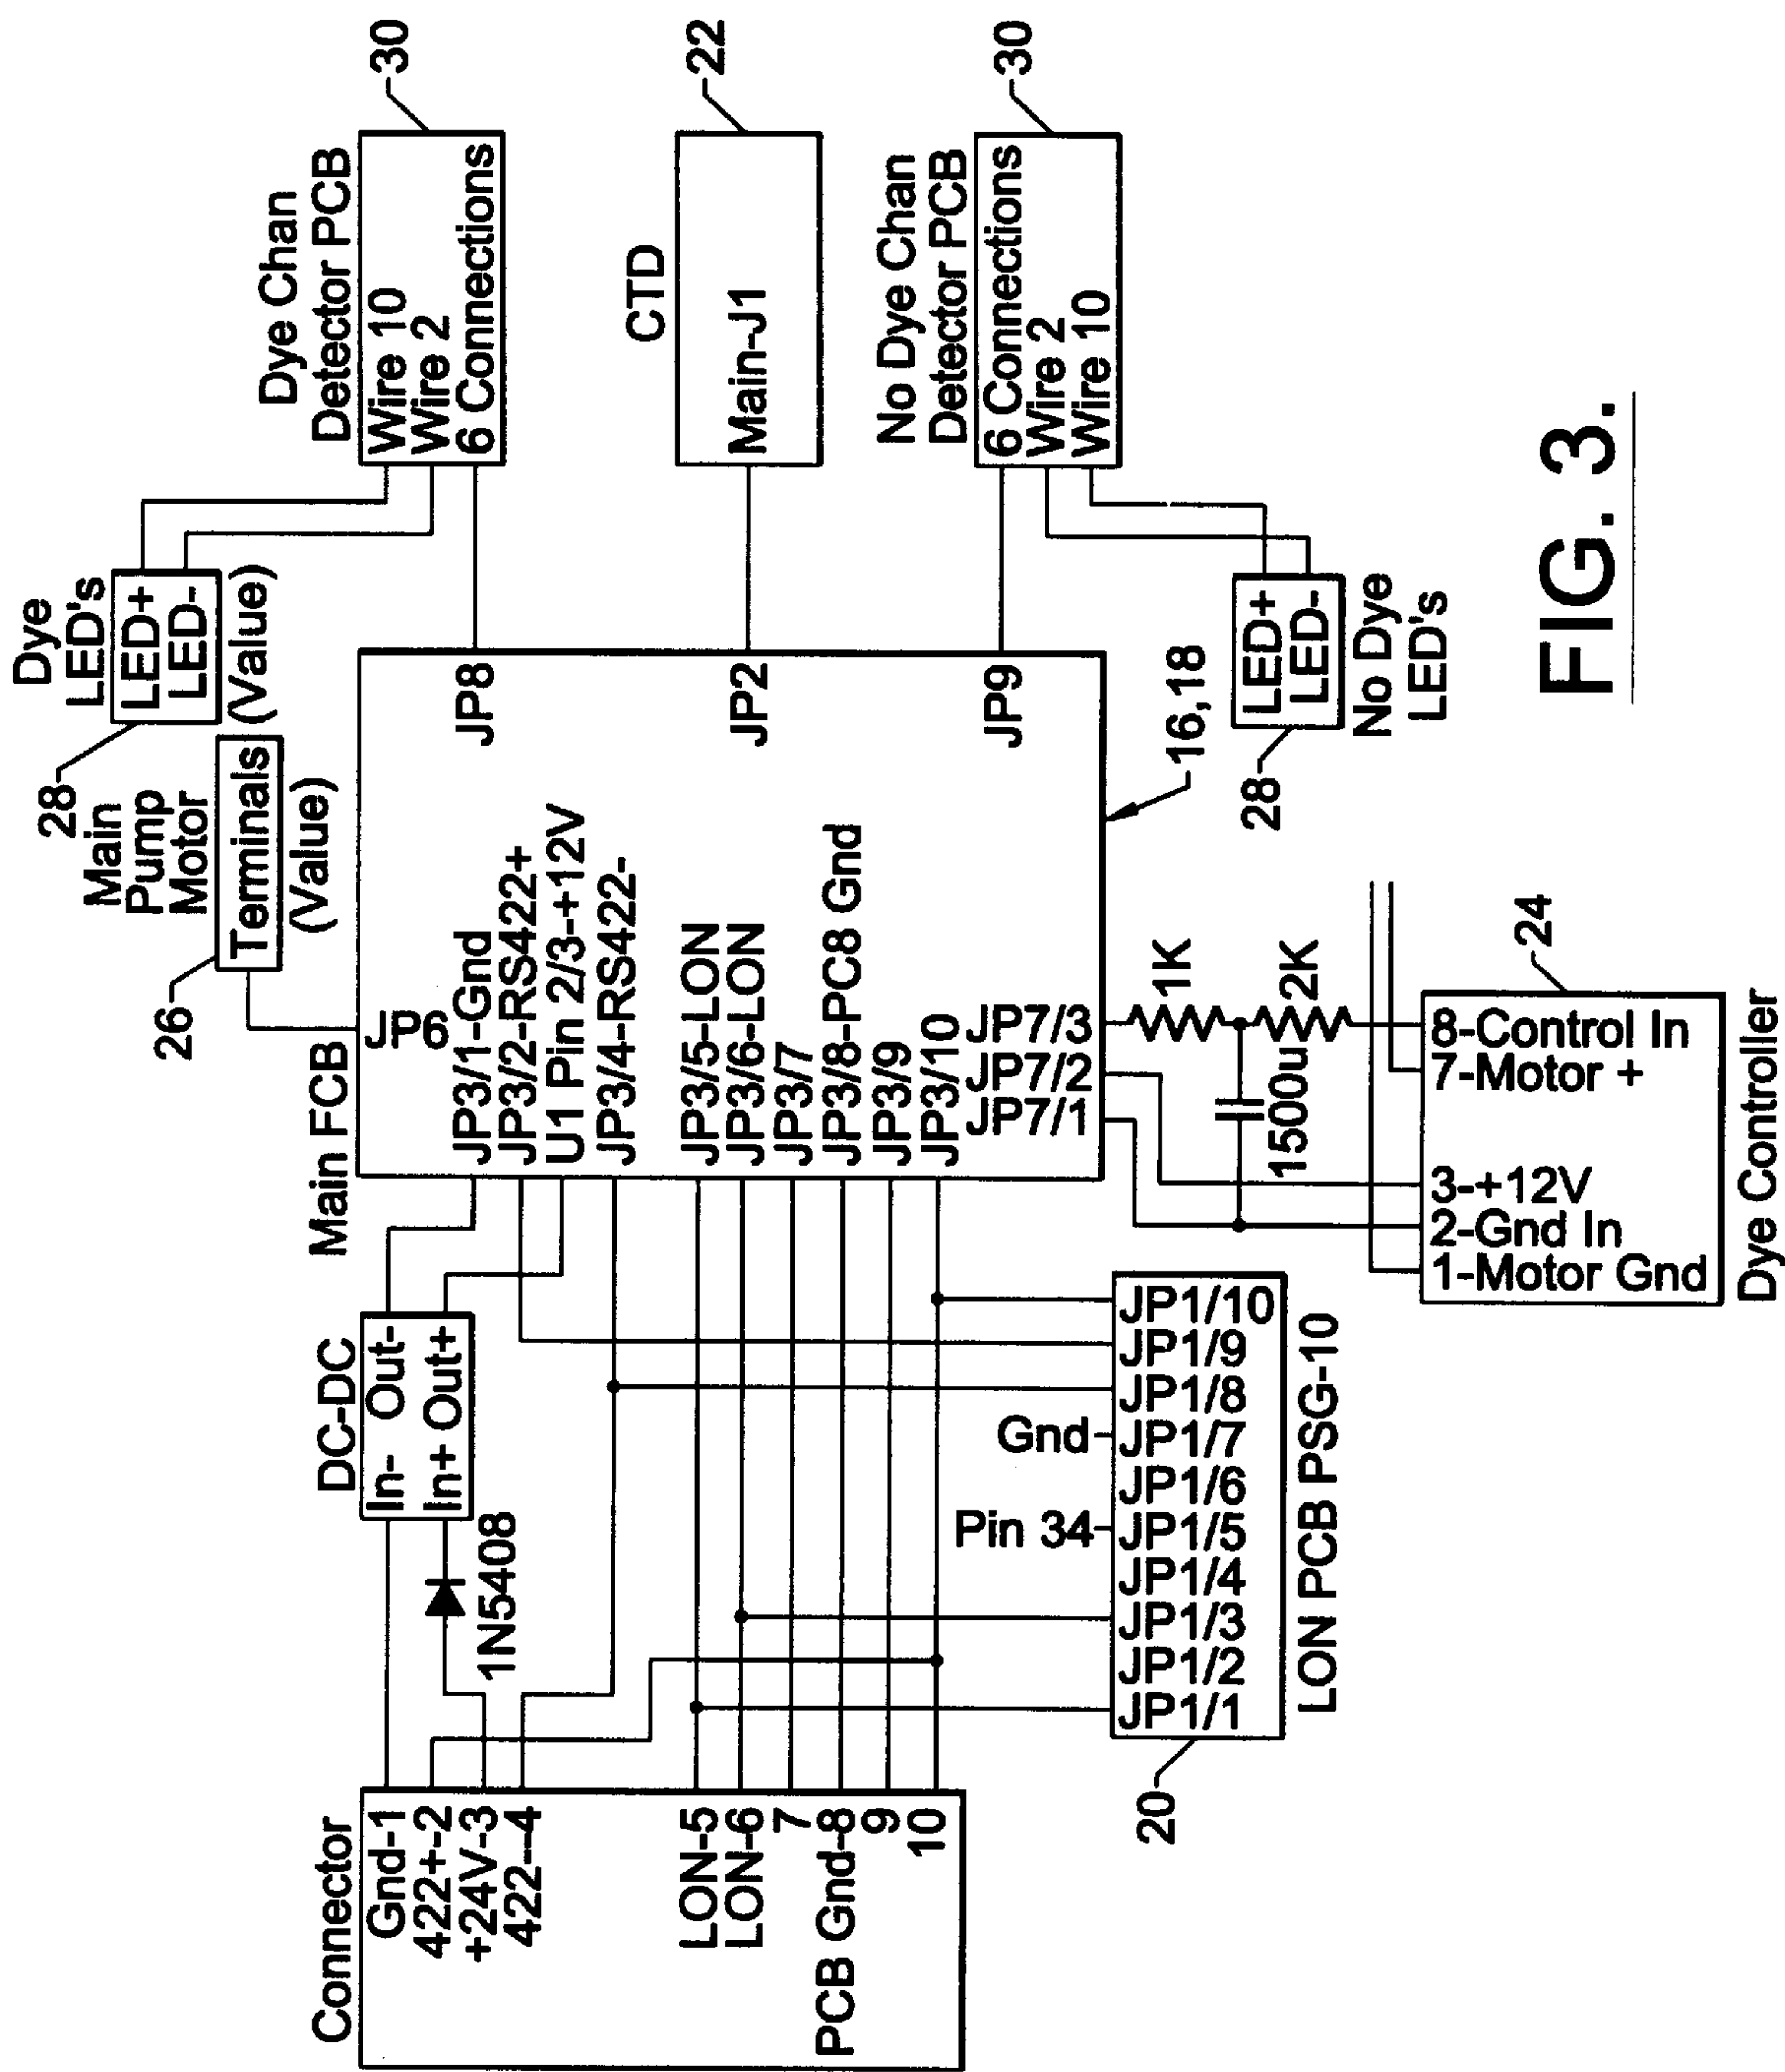 Connector
Gnd-1
422+-2
+24V-3
422--4
LON-5
LON-6
7
PCB Gnd-8
9
10
DC-DC
In- Out-
In+ Out+
1N5408
Main FCB
JP6
JP3/1-Gnd
JP3/2-RS422+
U1 Pin 2/3-+12V
JP3/4-RS422-
JP3/5-LON
JP3/6-LON
JP3/7
JP3/8-PC8 Gnd
JP3/9
JP3/10
JP7/3
JP7/2
JP7/1
JP8
JP2
JP9
16,18
26
Main
Pump
Motor
Terminals
(Value)
28
Dye
LED's
LED+
LED-
(Value)
Dye Chan
Detector PCB
Wire 10
Wire 2
6 Connections
30
CTD
Main-J1
22
No Dye Chan
Detector PCB
6 Connections
Wire 2
Wire 10
30
28
LED+
LED-
No Dye
LED's
20
Pin 34
Gnd
JP1/1
JP1/2
JP1/3
JP1/4
JP1/5
JP1/6
JP1/7
JP1/8
JP1/9
JP1/10
LON PCB PSG-10
1K
2K
1500u
24
8-Control In
7-Motor +
3-+12V
2-Gnd In
1-Motor Gnd
Dye Controller
FIG. 3.